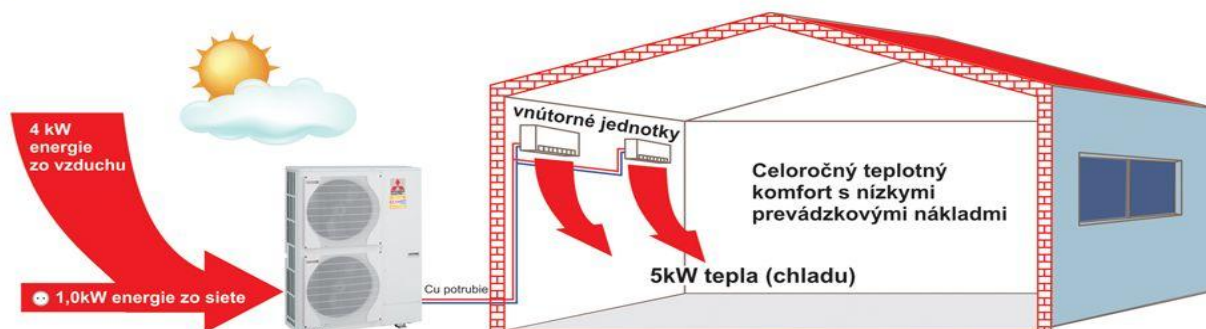 4 kW
energie
zo vzduchu
1,0kW energie zo siete
Cu potrubie
vnútorné jednotky
Celoročný teplotný
komfort s nízkymi
prevádzkovými nákladmi
5kW tepla (chladu)